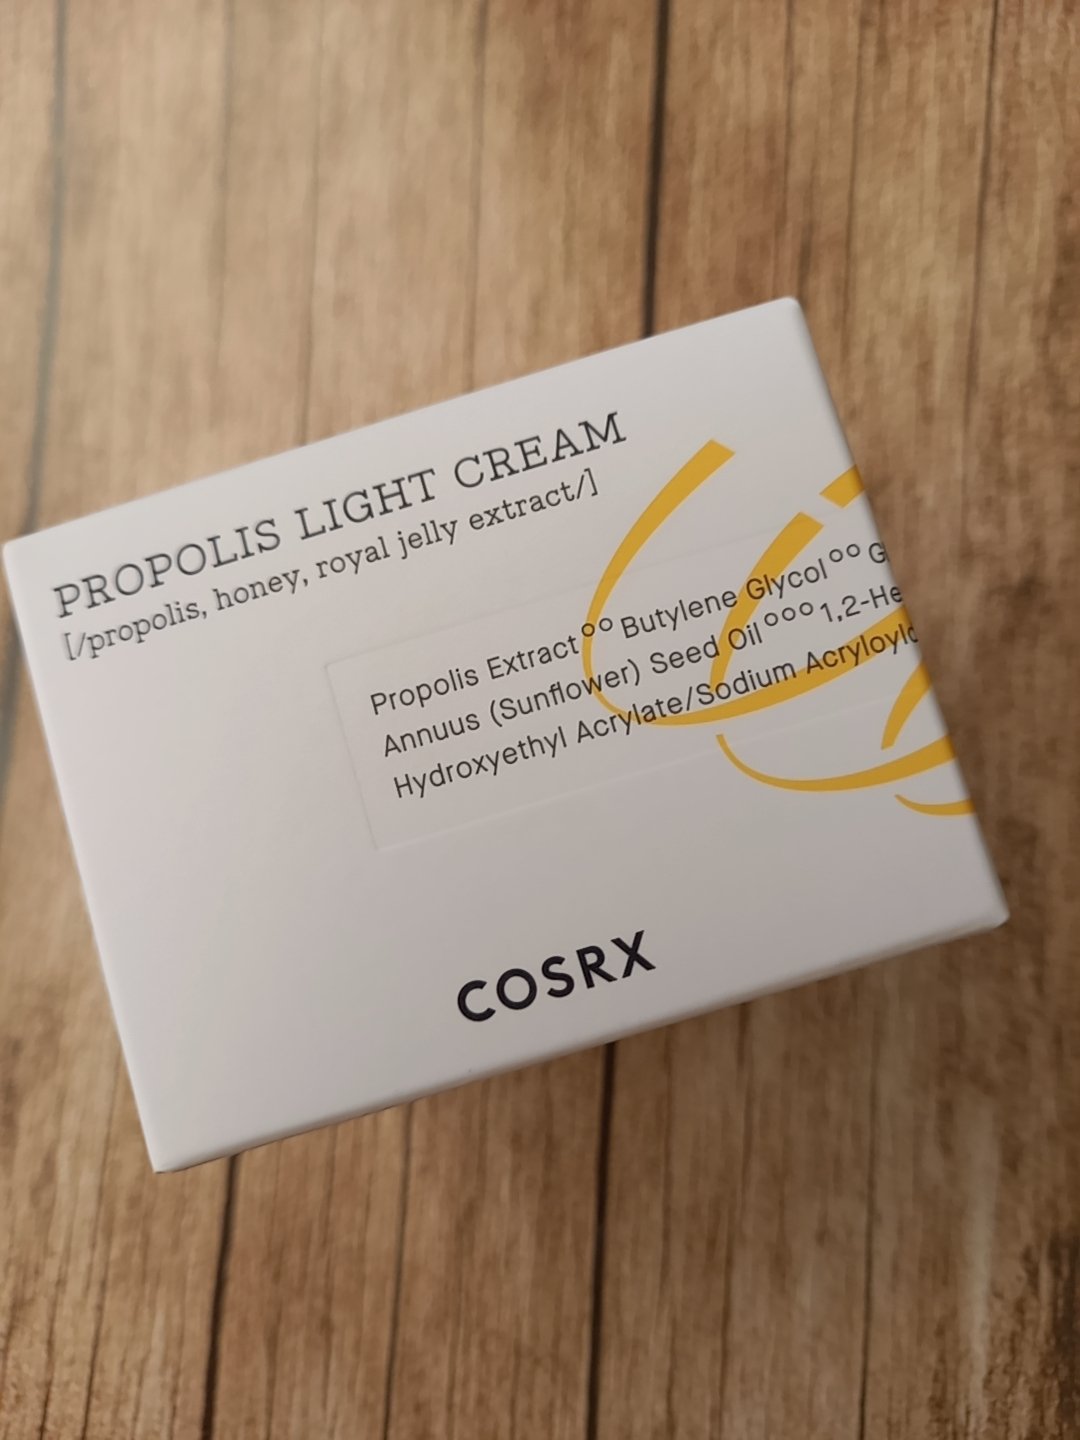 PROPOLIS LIGHT CREAM
[/propolis, honey, royal jelly extract/]
Propolis Extract°° Butylene Glycol°° G
Annuus (Sunflower) Seed Oil°°° 1,2-He
Hydroxyethyl Acrylate/Sodium Acryloyld
COSRX